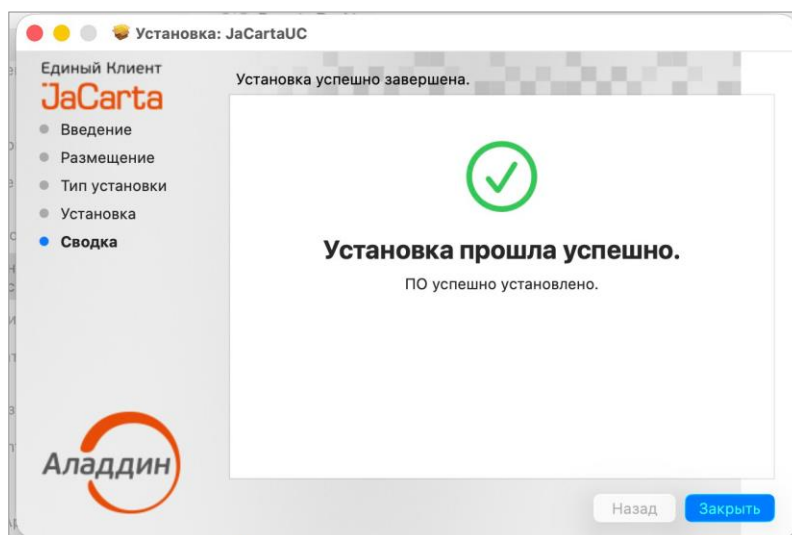 Установка: JaCartaUC
Единый Клиент
JaCarta
Введение
Размещение
Тип установки
Установка
Сводка
Установка успешно завершена.
Установка прошла успешно.
ПО успешно установлено.
Аладдин
Назад
Закрыть